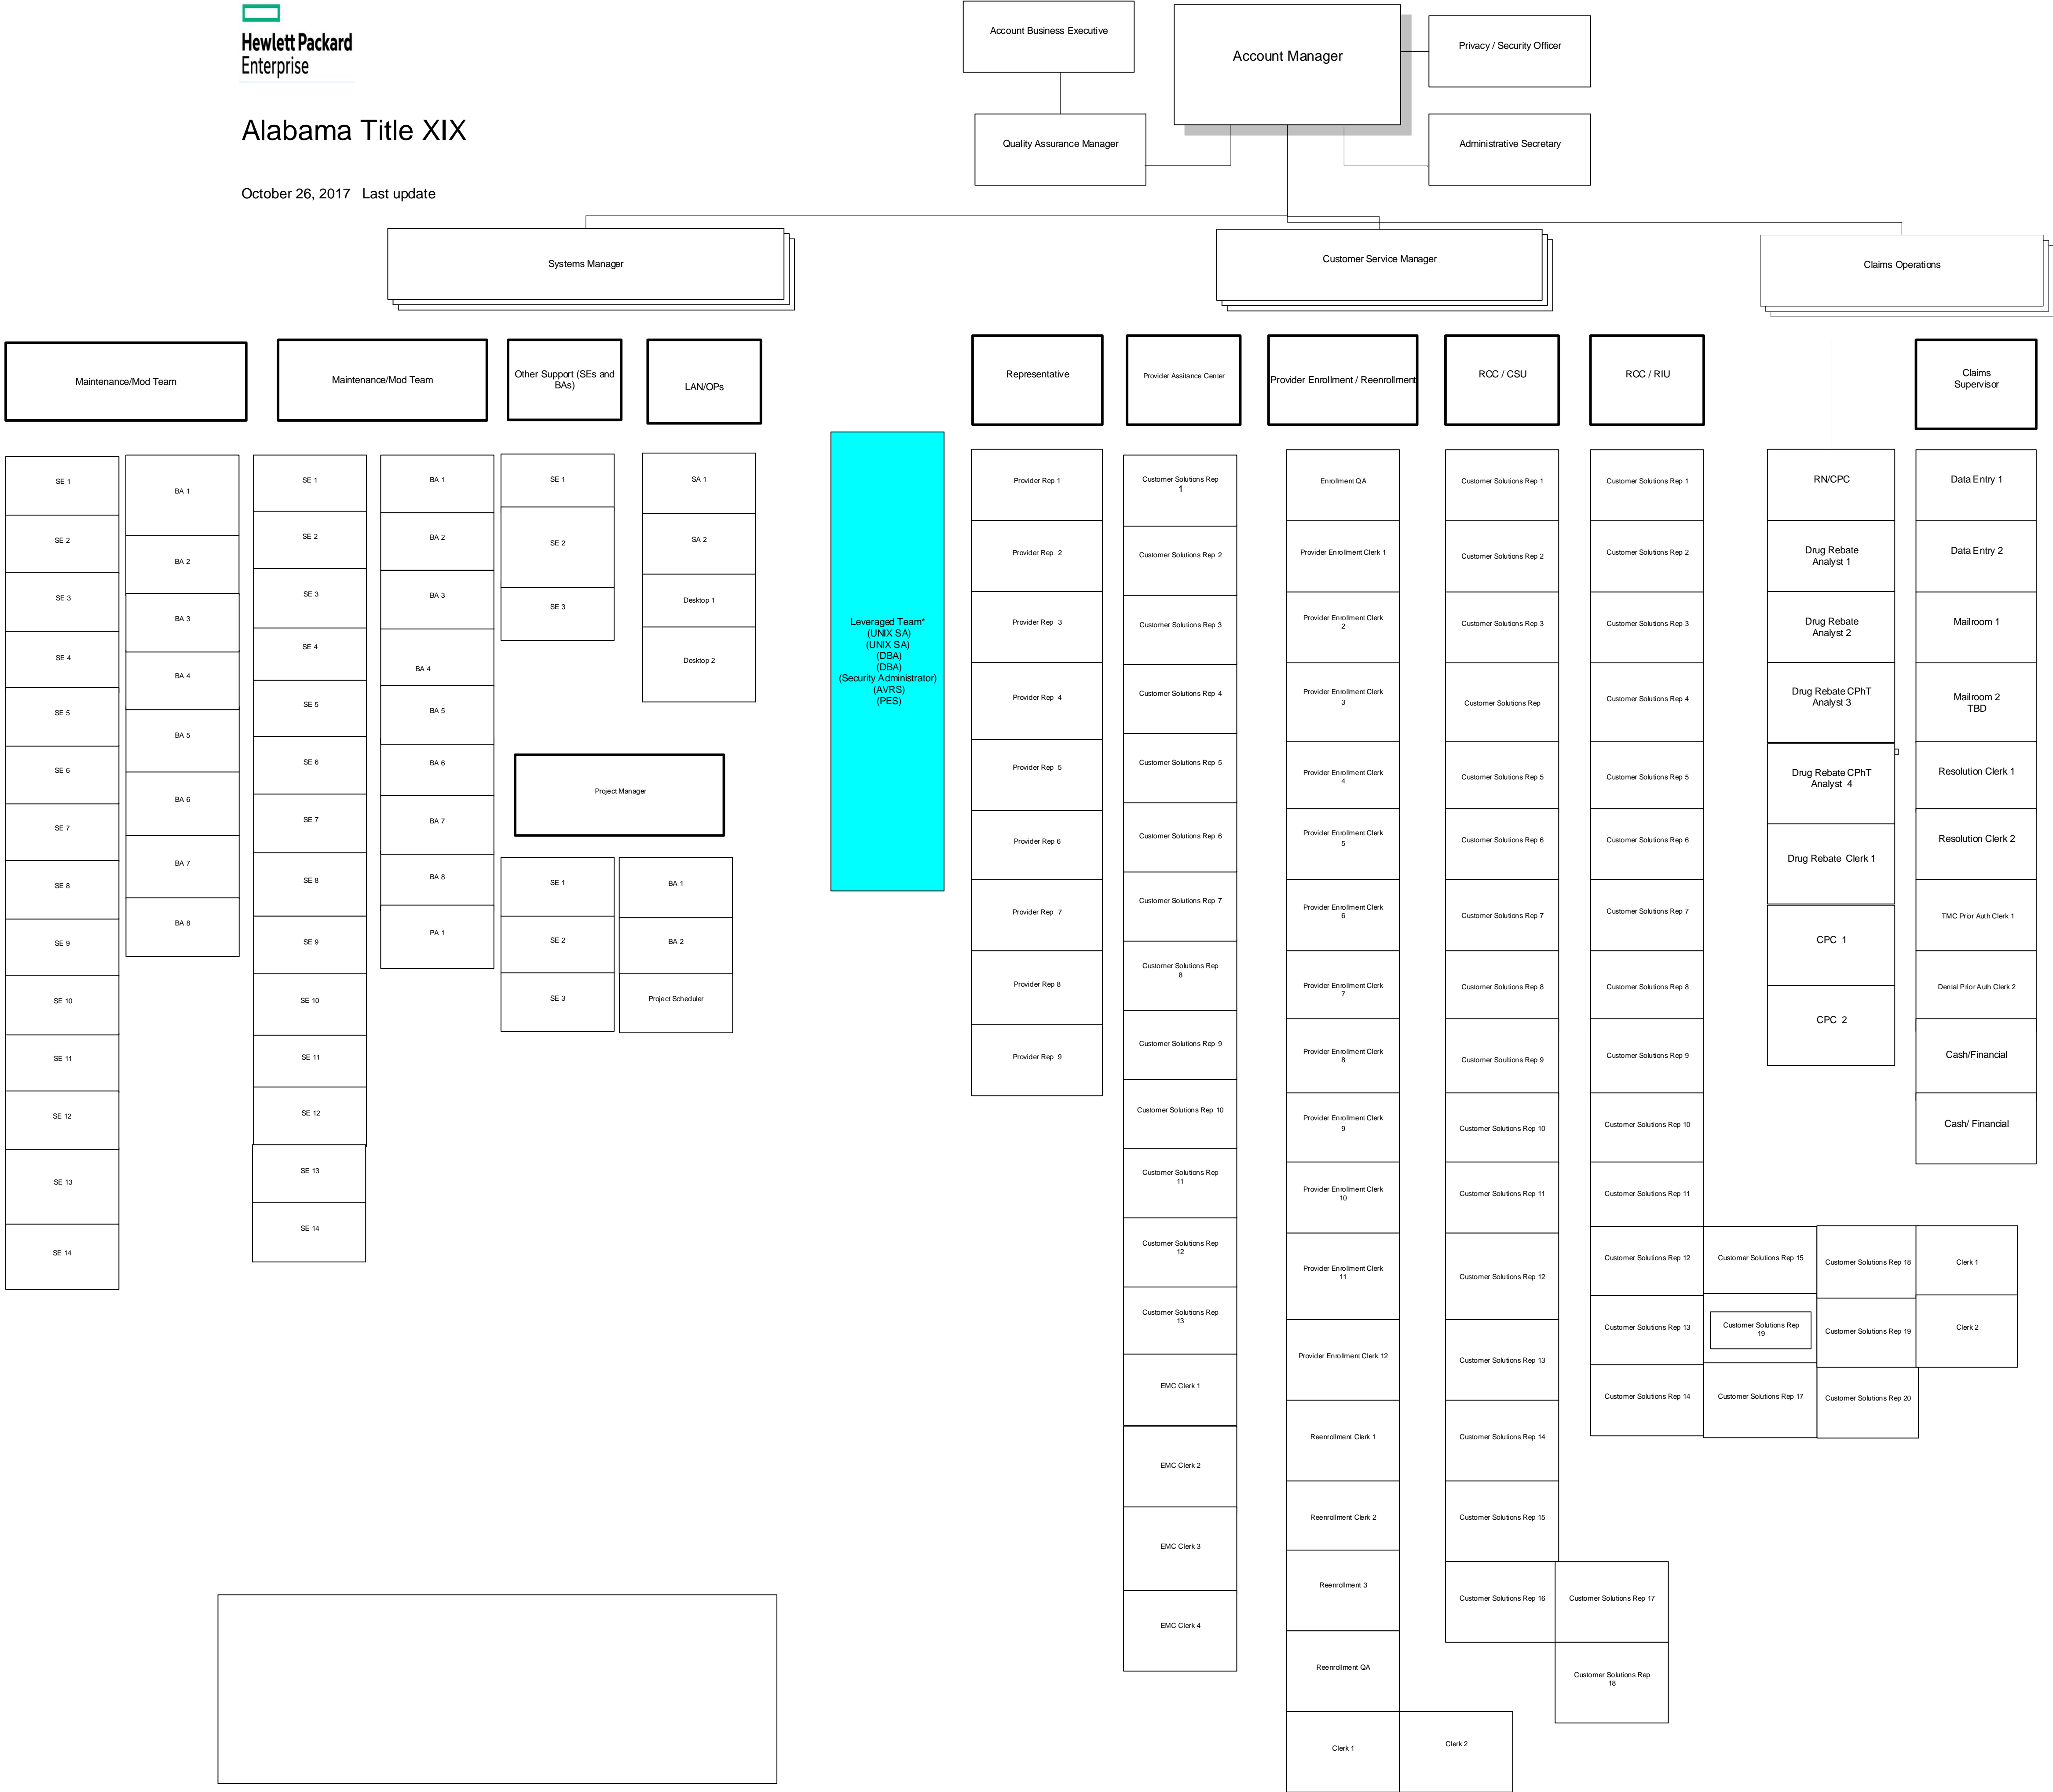 Hewlett Packard
Enterprise
Alabama Title XIX
October 26, 2017   Last update
Account Business Executive
Account Manager
Privacy / Security Officer
Quality Assurance Manager
Administrative Secretary
Systems Manager
Customer Service Manager
Claims Operations
Maintenance/Mod Team
Maintenance/Mod Team
Other Support (SEs and
BAs)
LAN/OPs
Representative
Provider Assitance Center
Provider Enrollment / Reenrollment
RCC / CSU
RCC / RIU
Claims
Supervisor
SE 1
SE 2
SE 3
SE 4
SE 5
SE 6
SE 7
SE 8
SE 9
SE 10
SE 11
SE 12
SE 13
SE 14
BA 1
BA 2
BA 3
BA 4
BA 5
BA 6
BA 7
BA 8
SE 1
SE 2
SE 3
SE 4
SE 5
SE 6
SE 7
SE 8
SE 9
SE 10
SE 11
SE 12
SE 13
SE 14
BA 1
BA 2
BA 3
BA 4
BA 5
BA 6
BA 7
BA 8
PA 1
SE 1
SE 2
SE 3
SA 1
SA 2
Desktop 1
Desktop 2
Project Manager
SE 1
SE 2
SE 3
BA 1
BA 2
Project Scheduler
Leveraged Team*
(UNIX SA)
(UNIX SA)
(DBA)
(DBA)
(Security Administrator)
(AVRS)
(PES)
Provider Rep 1
Provider Rep  2
Provider Rep  3
Provider Rep  4
Provider Rep  5
Provider Rep 6
Provider Rep  7
Provider Rep 8
Provider Rep  9
Customer Solutions Rep
1
Customer Solutions Rep 2
Customer Solutions Rep 3
Customer Solutions Rep 4
Customer Solutions Rep 5
Customer Solutions Rep 6
Customer Solutions Rep 7
Customer Solutions Rep
8
Customer Solutions Rep 9
Customer Solutions Rep 10
Customer Solutions Rep
11
Customer Solutions Rep
12
Customer Solutions Rep
13
EMC Clerk 1
EMC Clerk 2
EMC Clerk 3
EMC Clerk 4
Enrollment QA
Provider Enrollment Clerk 1
Provider Enrollment Clerk
2
Provider Enrollment Clerk
3
Provider Enrollment Clerk
4
Provider Enrollment Clerk
5
Provider Enrollment Clerk
6
Provider Enrollment Clerk
7
Provider Enrollment Clerk
8
Provider Enrollment Clerk
9
Provider Enrollment Clerk
10
Provider Enrollment Clerk
11
Provider Enrollment Clerk 12
Reenrollment Clerk 1
Reenrollment Clerk 2
Reenrollment 3
Reenrollment QA
Clerk 1
Clerk 2
Customer Solutions Rep 1
Customer Solutions Rep 2
Customer Solutions Rep 3
Customer Solutions Rep
Customer Solutions Rep 5
Customer Solutions Rep 6
Customer Solutions Rep 7
Customer Solutions Rep 8
Customer Soultions Rep 9
Customer Solutions Rep 10
Customer Solutions Rep 11
Customer Solutions Rep 12
Customer Solutions Rep 13
Customer Solutions Rep 14
Customer Solutions Rep 15
Customer Solutions Rep 16
Customer Solutions Rep 17
Customer Solutions Rep
18
Customer Solutions Rep 1
Customer Solutions Rep 2
Customer Solutions Rep 3
Customer Solutions Rep 4
Customer Solutions Rep 5
Customer Solutions Rep 6
Customer Solutions Rep 7
Customer Solutions Rep 8
Customer Solutions Rep 9
Customer Solutions Rep 10
Customer Solutions Rep 11
Customer Solutions Rep 12
Customer Solutions Rep 13
Customer Solutions Rep 14
Customer Solutions Rep 15
Customer Solutions Rep
19
Customer Solutions Rep 17
Customer Solutions Rep 18
Customer Solutions Rep 19
Customer Solutions Rep 20
Clerk 1
Clerk 2
RN/CPC
Drug Rebate
Analyst 1
Drug Rebate
Analyst 2
Drug Rebate CPhT
Analyst 3
Drug Rebate CPhT
Analyst  4
Drug Rebate  Clerk 1
CPC  1
CPC  2
Data Entry 1
Data Entry 2
Mailroom 1
Mailroom 2
TBD
Resolution Clerk 1
Resolution Clerk 2
TMC Prior Auth Clerk 1
Dental Prior Auth Clerk 2
Cash/Financial
Cash/ Financial